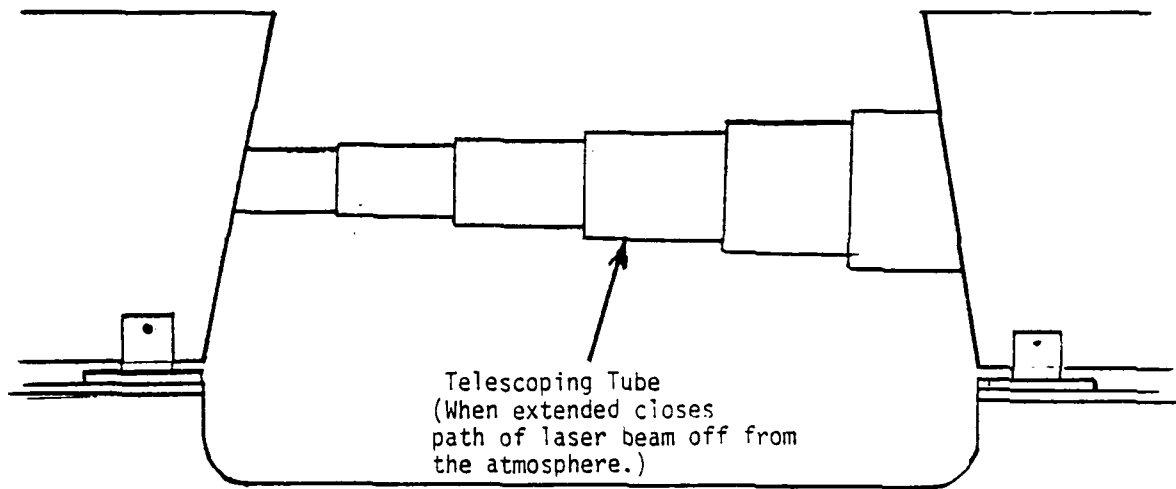 Telescoping Tube
(When extended closes
path of laser beam off from
the atmosphere.)